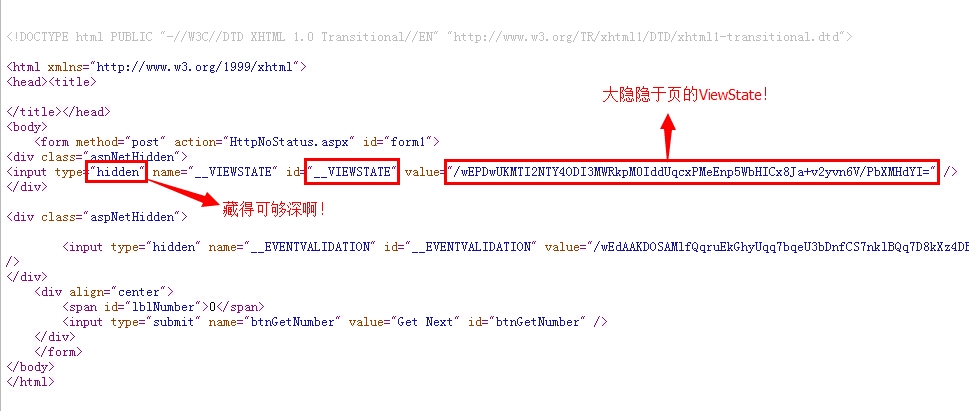 <!DOCTYPE html PUBLIC "-//W3C//DTD XHTML 1.0 Transitional//EN" "http://www.w3.org/TR/xhtml1/DTD/xhtml1-transitional.dtd">
<html xmlns="http://www.w3.org/1999/xhtml">
<head><title>
大隐隐于页的ViewState!
</title></head>
<body>
<form method="post" action="HttpNoStatus.aspx" id="form1">
<div class="aspNetHidden">
<input type="hidden" name="__VIEWSTATE" id="__VIEWSTATE" value="/wEPDwUKMTI2NTY4ODI3MWRkpM0IddUqcxPMeEnp5WbHICx8Ja+v2yvn6V/PbXMHdYI=" />
</div>
藏得可够深啊!
<div class="aspNetHidden">
<input type="hidden" name="__EVENTVALIDATION" id="__EVENTVALIDATION" value="/wEdAAKDOSAMlfQqruEkGhyUqq7bqeU3bDnfCS7nklBQq7D8kXz4DB
/>
</div>
<div align="center">
<span id="lblNumber">0</span>
<input type="submit" name="btnGetNumber" value="Get Next" id="btnGetNumber" />
</div>
</form>
</body>
</html>